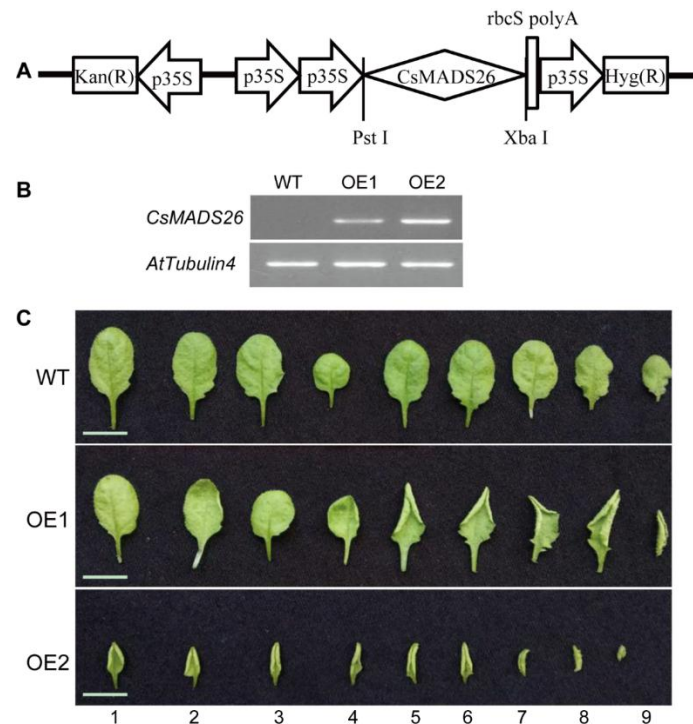 A
Kan(R) p35S p35S p35S CsMADS26 rbcS polyA p35S Hyg(R)
Pst I Xba I
B
WT OE1 OE2
CsMADS26
AtTubulin4
C
WT
OE1
OE2
1 2 3 4 5 6 7 8 9